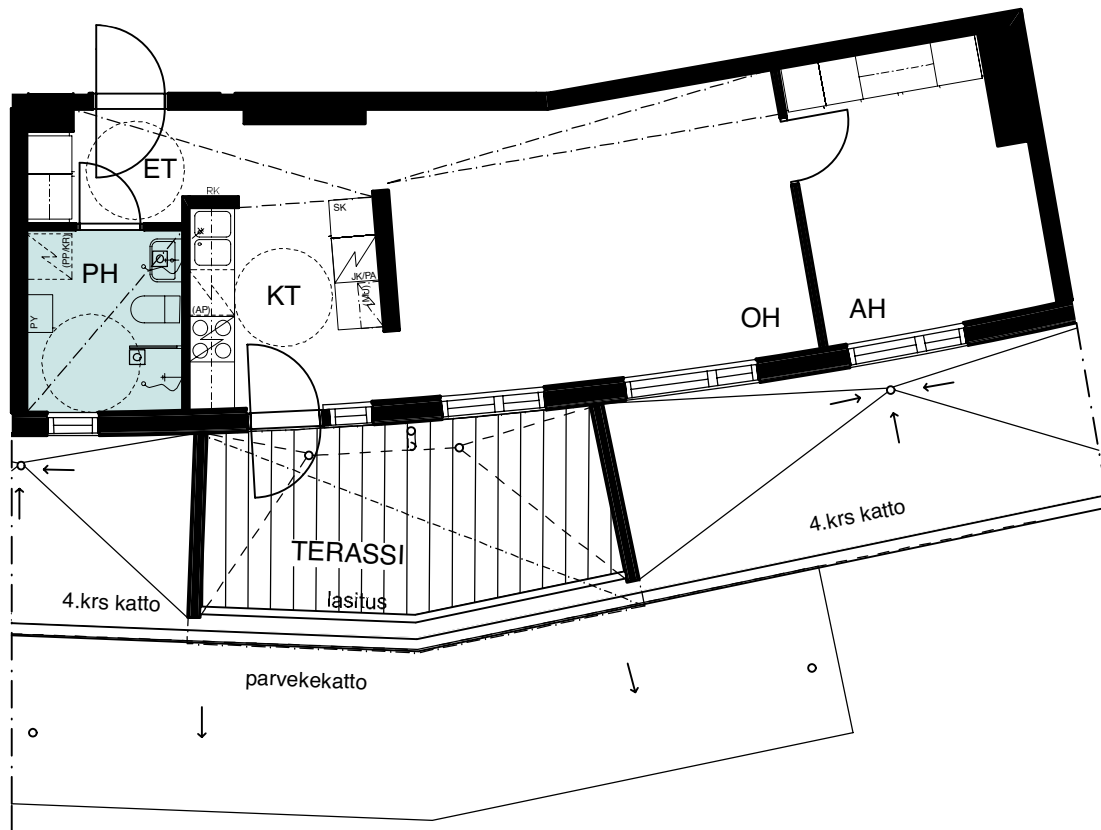 ET
RK
SK
(PP/KR)
PH
KT
JK/PA
(MU)
PY
(AP)
OH
AH
4.krs katto
TERASSI
lasitus
4.krs katto
parvekekatto